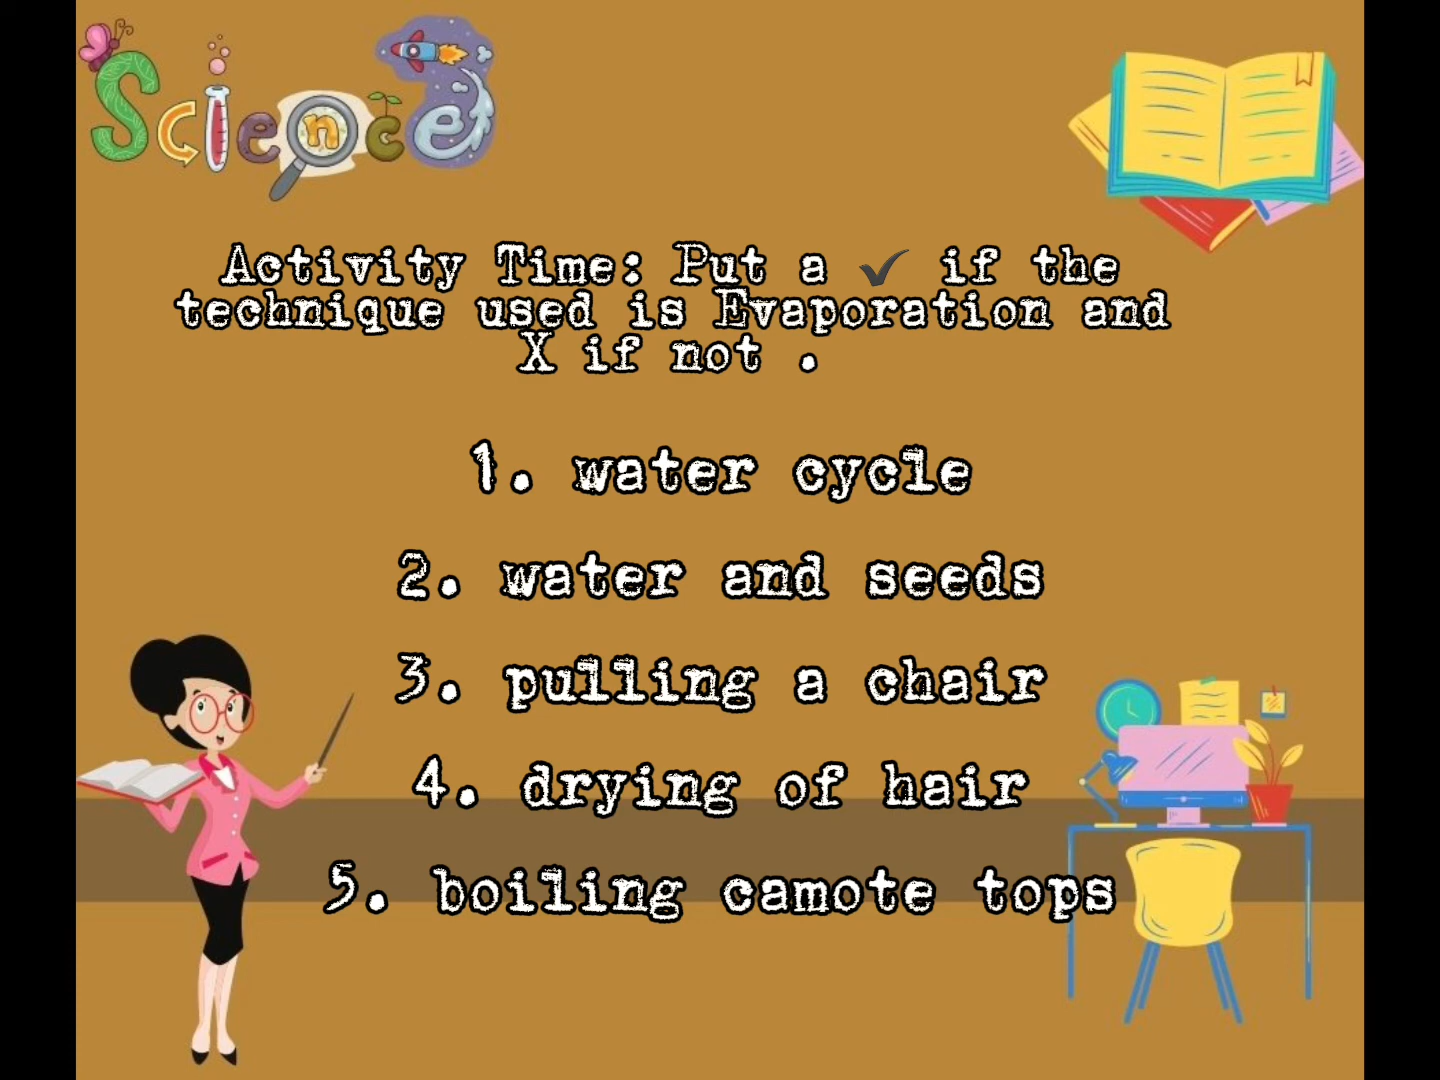 Science
Activity Time: Put a ✓ if the
technique used is Evaporation and
X if not .
1. water cycle
2. water and seeds
3. pulling a chair
4. drying of hair
5. boiling camote tops